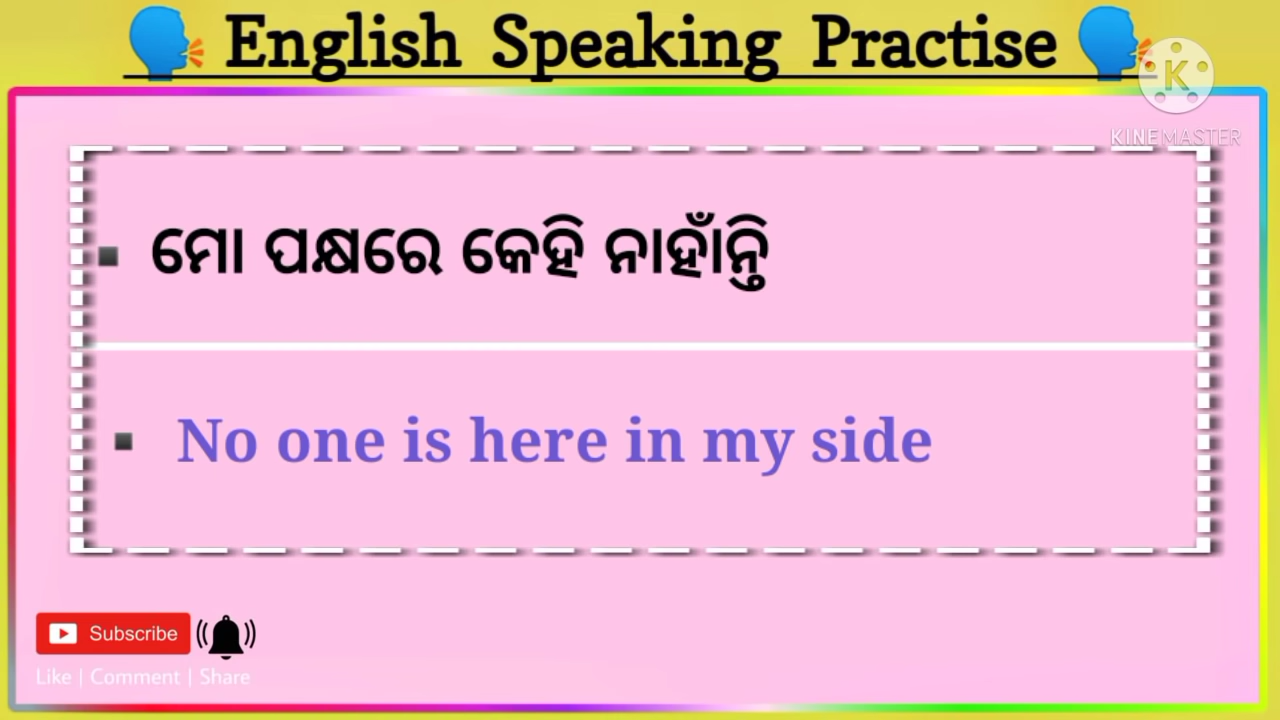 English Speaking Practise
KINEMASTER
ମୋ ପକ୍ଷରେ କେହି ନାହାଁନ୍ତି
No one is here in my side
Subscribe
Like | Comment | Share